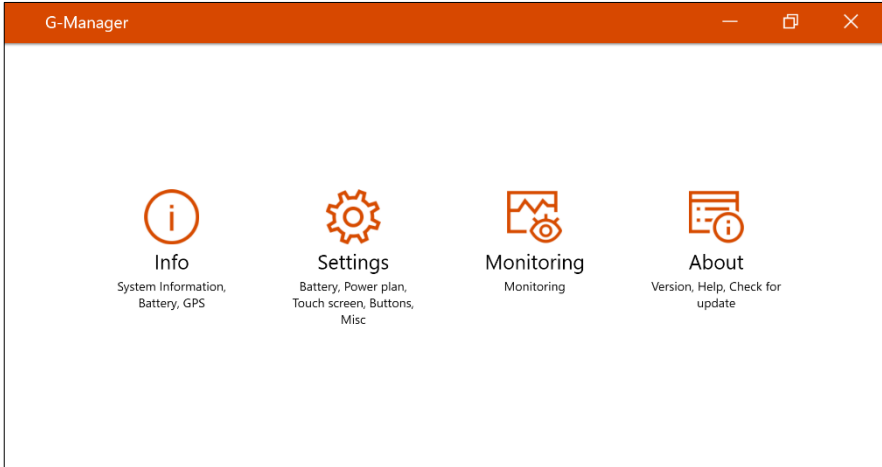 G-Manager
Info
System Information,
Battery, GPS
Settings
Battery, Power plan,
Touch screen, Buttons,
Misc
Monitoring
Monitoring
About
Version, Help, Check for
update